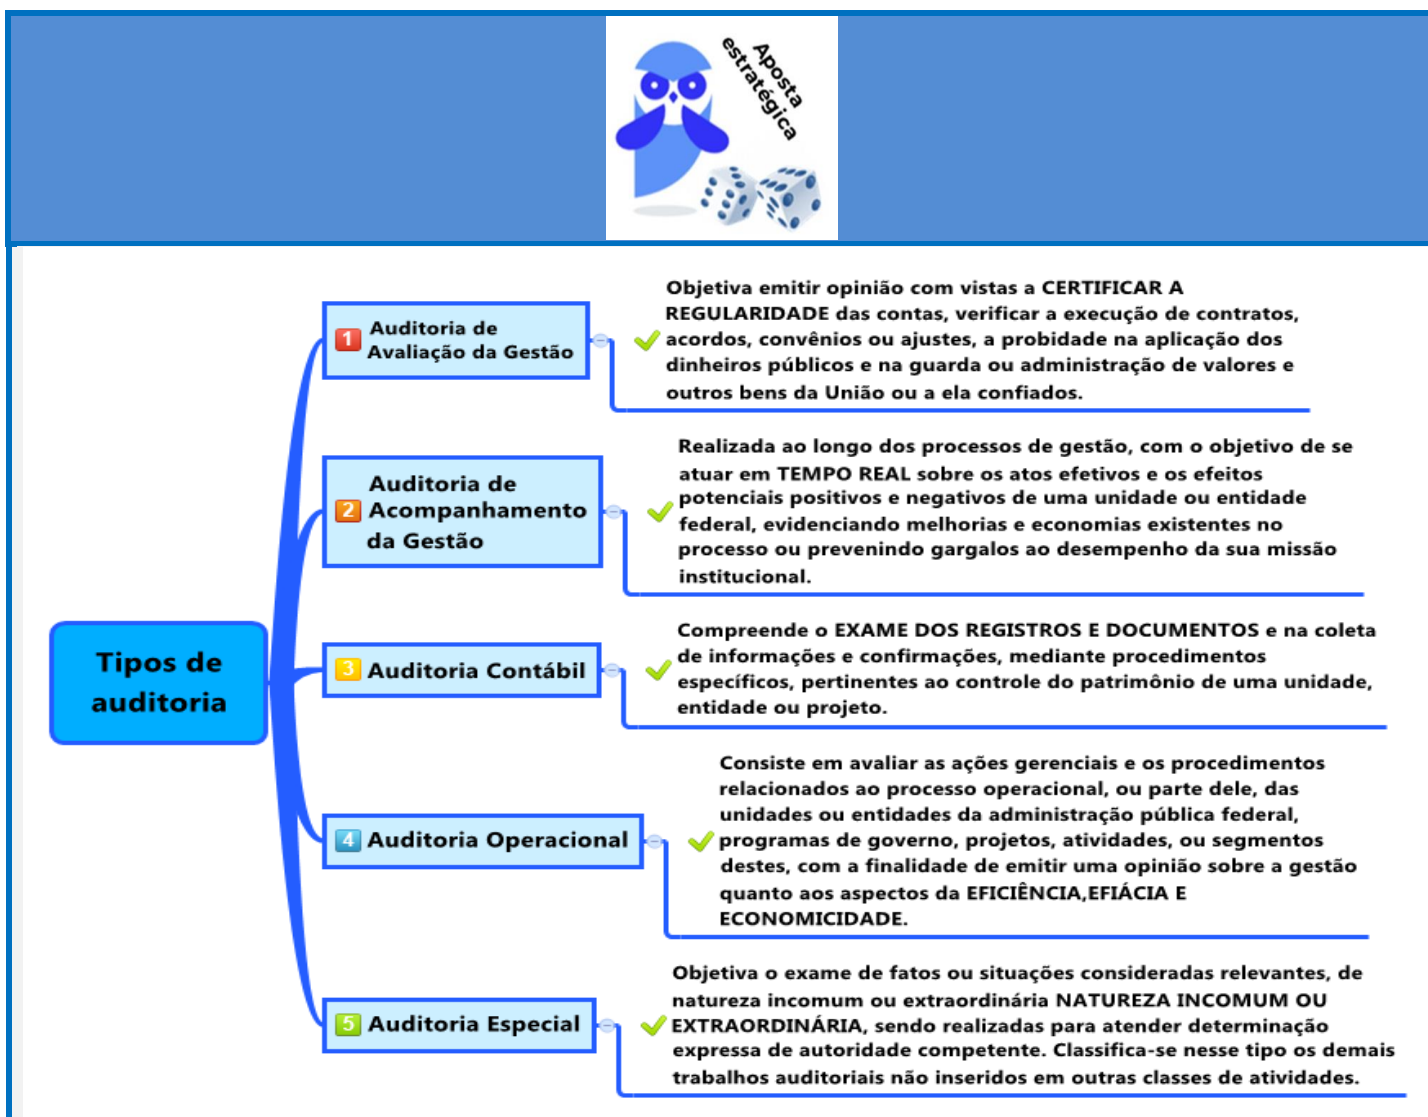 Aposta
estratégica
Tipos de
auditoria
1
Auditoria de
Avaliação da Gestão
Objetiva emitir opinião com vistas a CERTIFICAR A
REGULARIDADE das contas, verificar a execução de contratos,
acordos, convênios ou ajustes, a probidade na aplicação dos
dinheiros públicos e na guarda ou administração de valores e
outros bens da União ou a ela confiados.
2
Auditoria de
Acompanhamento
da Gestão
Realizada ao longo dos processos de gestão, com o objetivo de se
atuar em TEMPO REAL sobre os atos efetivos e os efeitos
potenciais positivos e negativos de uma unidade ou entidade
federal, evidenciando melhorias e economias existentes no
processo ou prevenindo gargalos ao desempenho da sua missão
institucional.
3
Auditoria Contábil
Compreende o EXAME DOS REGISTROS E DOCUMENTOS e na coleta
de informações e confirmações, mediante procedimentos
específicos, pertinentes ao controle do patrimônio de uma unidade,
entidade ou projeto.
4
Auditoria Operacional
Consiste em avaliar as ações gerenciais e os procedimentos
relacionados ao processo operacional, ou parte dele, das
unidades ou entidades da administração pública federal,
programas de governo, projetos, atividades, ou segmentos
destes, com a finalidade de emitir uma opinião sobre a gestão
quanto aos aspectos da EFICIÊNCIA,EFIÁCIA E
ECONOMICIDADE.
5
Auditoria Especial
Objetiva o exame de fatos ou situações consideradas relevantes, de
natureza incomum ou extraordinária NATUREZA INCOMUM OU
EXTRAORDINÁRIA, sendo realizadas para atender determinação
expressa de autoridade competente. Classifica-se nesse tipo os demais
trabalhos auditoriais não inseridos em outras classes de atividades.